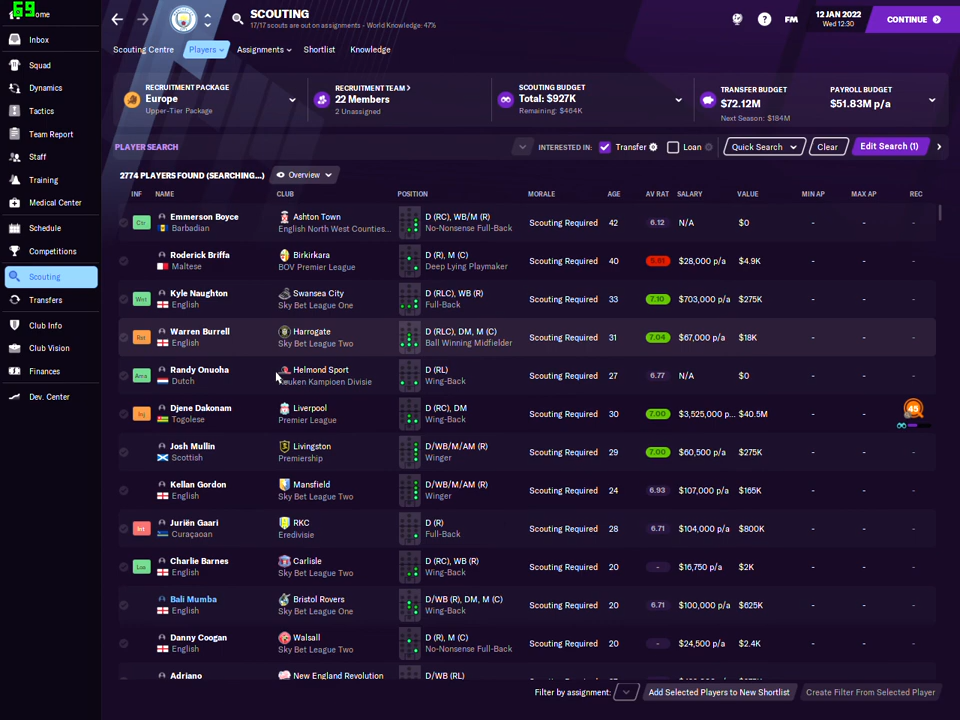 69
ome
SCOUTING
17/17 scouts are out on assignments - World Knowledge: 47%
FM
12 JAN 2022
Wed 12:30
CONTINUE
Inbox
Squad
Dynamics
Tactics
Team Report
Staff
Training
Medical Center
Schedule
Competitions
Scouting
Transfers
Club Info
Club Vision
Finances
Dev. Center
Scouting Centre
Players
Assignments
Shortlist
Knowledge
RECRUITMENT PACKAGE
Europe
Upper-Tier Package
RECRUITMENT TEAM >
22 Members
2 Unassigned
SCOUTING BUDGET
Total: $927K
Remaining: $464K
TRANSFER BUDGET
$72.12M
Next Season: $184M
PAYROLL BUDGET
$51.83M p/a
PLAYER SEARCH
INTERESTED IN:
Transfer
Loan
Quick Search
Clear
Edit Search (1)
2774 PLAYERS FOUND (SEARCHING...)
Overview
INF NAME CLUB POSITION MORALE AGE AV RAT SALARY VALUE MIN AP MAX AP REC
Ctr Emmerson Boyce Ashton Town D (RC), WB/M (R) Scouting Required 42 6.12 N/A $0 - - -
Barbadian English North West Counties... No-Nonsense Full-Back
Roderick Briffa Birkirkara D (R), M (C) Scouting Required 40 $28,000 p/a $4.9K - - -
Maltese BOV Premier League Deep Lying Playmaker
Wnt Kyle Naughton Swansea City D (RLC), WB (R) Scouting Required 33 7.10 $703,000 p/a $275K - - -
English Sky Bet League One Full-Back
Warren Burrell Harrogate D (RLC), DM, M (C) Scouting Required 31 7.04 $67,000 p/a $18K - - -
English Sky Bet League Two Ball Winning Midfielder
Ama Randy Onuoha Helmond Sport D (RL) Scouting Required 27 6.77 N/A $0 - - -
Dutch Keuken Kampioen Divisie Wing-Back
Inj Djene Dakonam Liverpool D (RC), DM Scouting Required 30 7.00 $3,525,000 p... $40.5M - - 45
Togolese Premier League Full-Back
Josh Mullin Livingston D/WB/M/AM (R) Scouting Required 29 7.00 $60,500 p/a $275K - - -
Scottish Premiership Winger
Kellan Gordon Mansfield D/WB/M/AM (R) Scouting Required 24 6.93 $107,000 p/a $165K - - -
English Sky Bet League Two Winger
Int Juriën Gaari RKC D (R) Scouting Required 28 6.71 $104,000 p/a $800K - - -
Curaçaoan Eredivisie Full-Back
Loa Charlie Barnes Carlisle D (RC), WB (R) Scouting Required 20 - $16,750 p/a $2K - - -
English Sky Bet League Two Wing-Back
Bali Mumba Bristol Rovers D/WB (R), DM, M (C) Scouting Required 20 6.71 $100,000 p/a $625K - - -
English Sky Bet League One Wing-Back
Danny Coogan Walsall D (R), M (C) Scouting Required 20 - $24,500 p/a $2.4K - - -
English Sky Bet League Two No-Nonsense Full-Back
Adriano New England Revolution D/WB (RL)
Filter by assignment:
Add Selected Players to New Shortlist
Create Filter From Selected Player